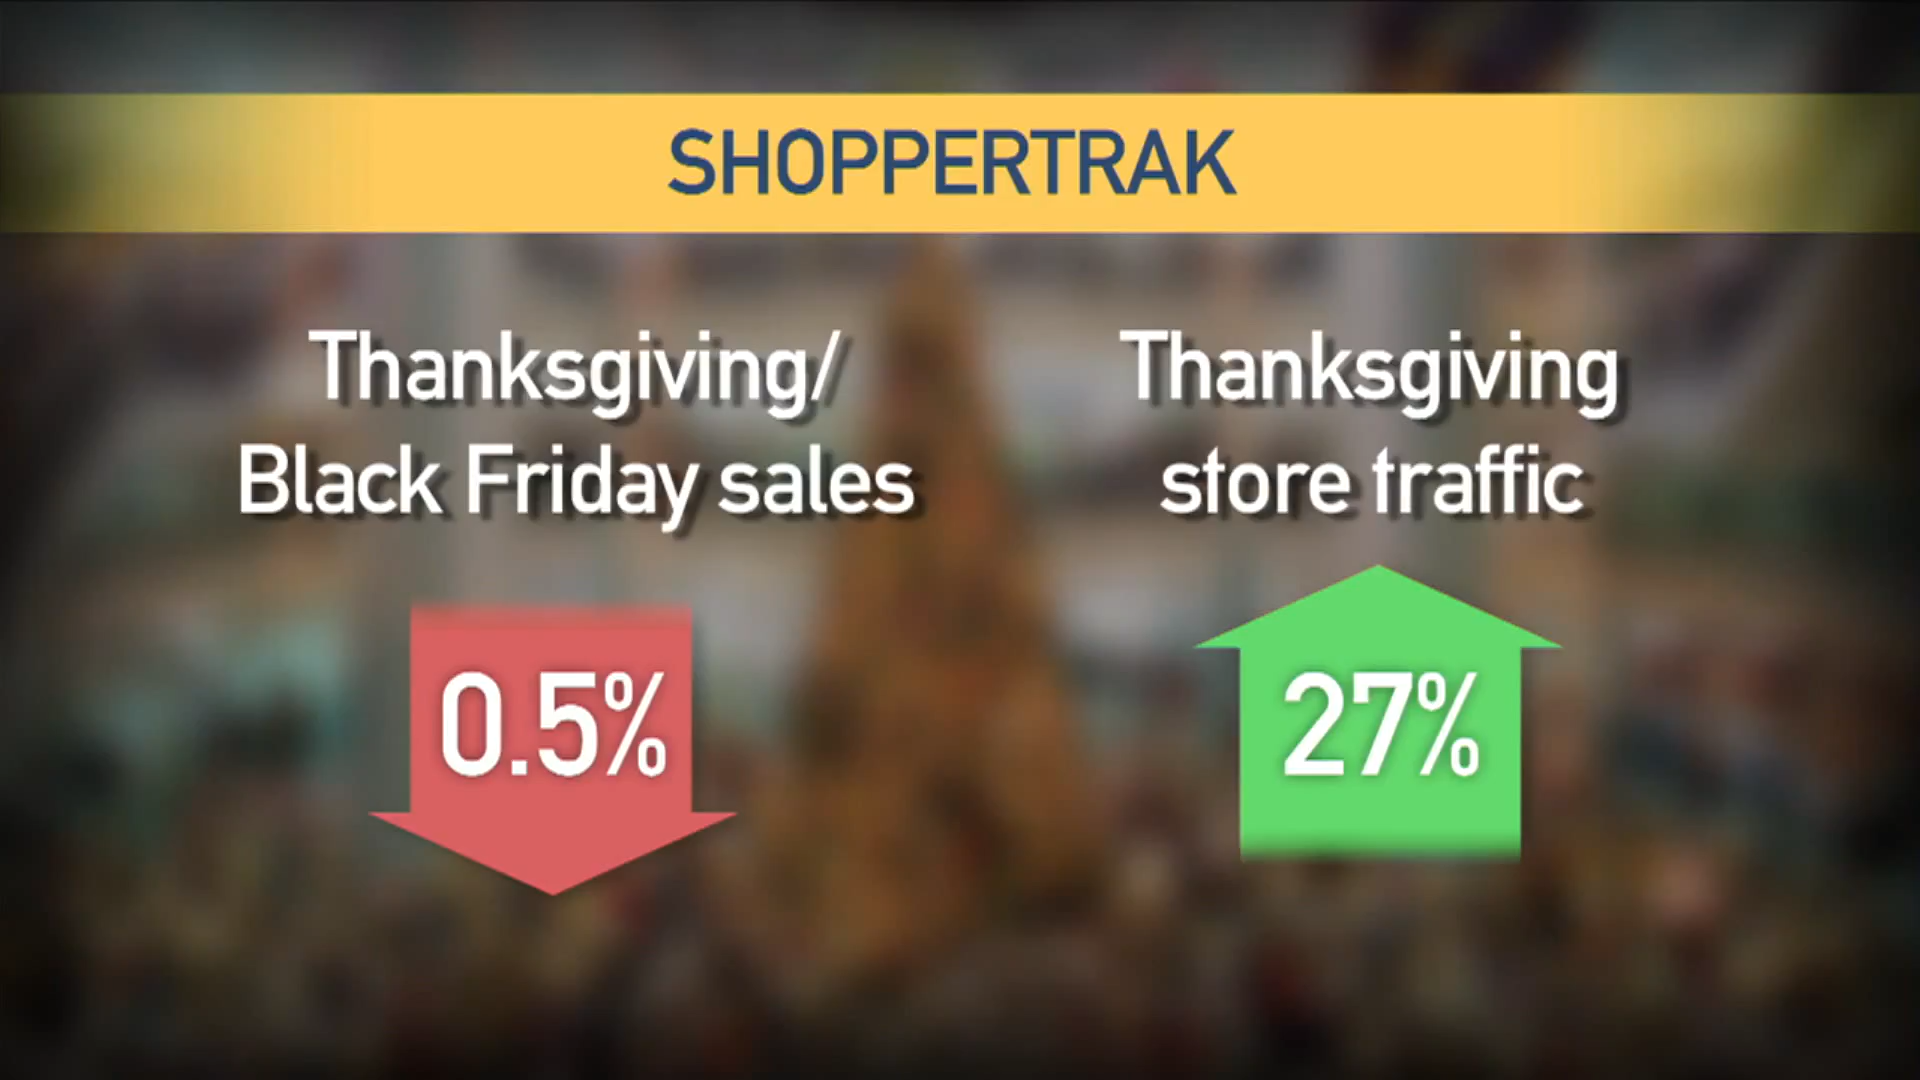 SHOPPERTRAK
Thanksgiving/
Black Friday sales
0.5%
Thanksgiving
store traffic
27%